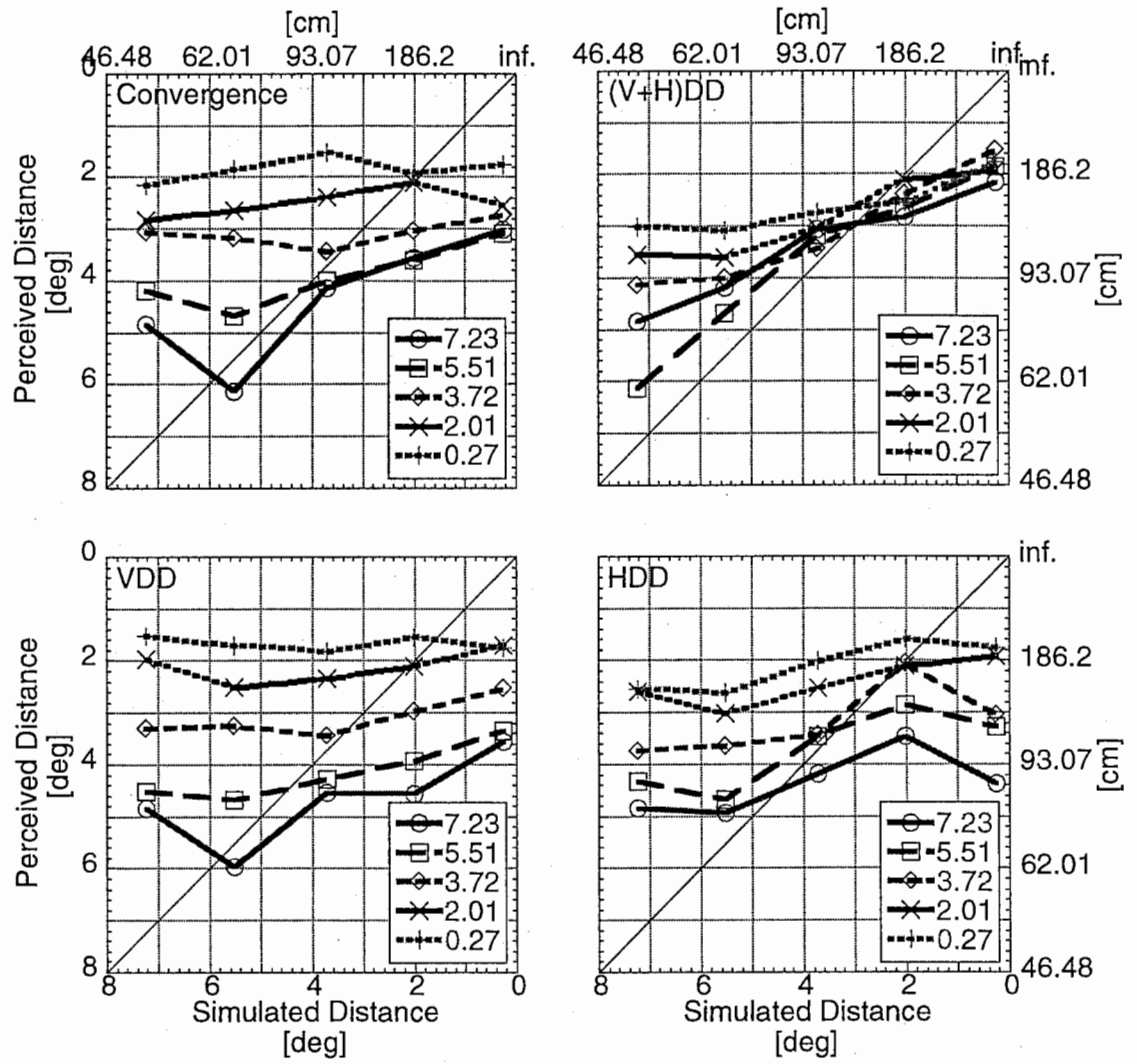 [cm]
46.48 62.01 93.07 186.2 inf.
[cm]
46.48 62.01 93.07 186.2 inf.
Convergence
0
2
4
6
8
Perceived Distance
[deg]
7.23
5.51
3.72
2.01
0.27
(V+H)DD
inf.
186.2
93.07
62.01
46.48
[cm]
7.23
5.51
3.72
2.01
0.27
VDD
0
2
4
6
8
Perceived Distance
[deg]
7.23
5.51
3.72
2.01
0.27
8 6 4 2 0
Simulated Distance
[deg]
HDD
inf.
186.2
93.07
62.01
46.48
[cm]
7.23
5.51
3.72
2.01
0.27
8 6 4 2 0
Simulated Distance
[deg]